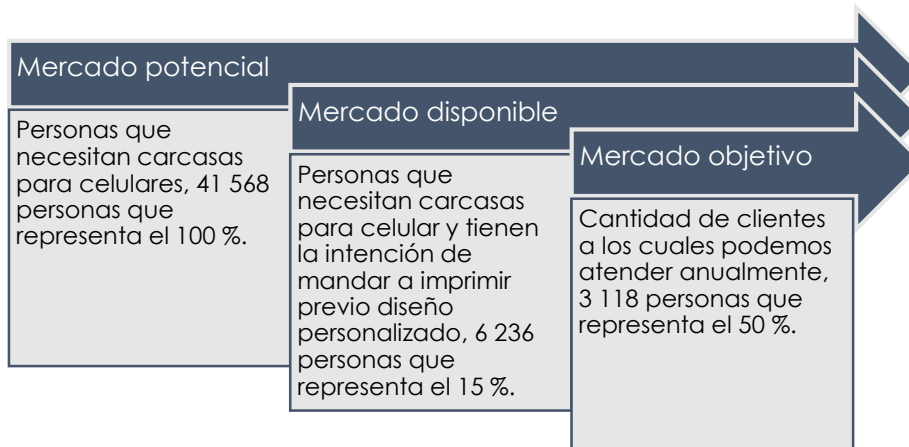 Mercado potencial
Personas que
necesitan carcasas
para celulares, 41 568
personas que
representa el 100 %.
Mercado disponible
Personas que
necesitan carcasas
para celular y tienen
la intención de
mandar a imprimir
previo diseño
personalizado, 6 236
personas que
representa el 15 %.
Mercado objetivo
Cantidad de clientes
a los cuales podemos
atender anualmente,
3 118 personas que
representa el 50 %.